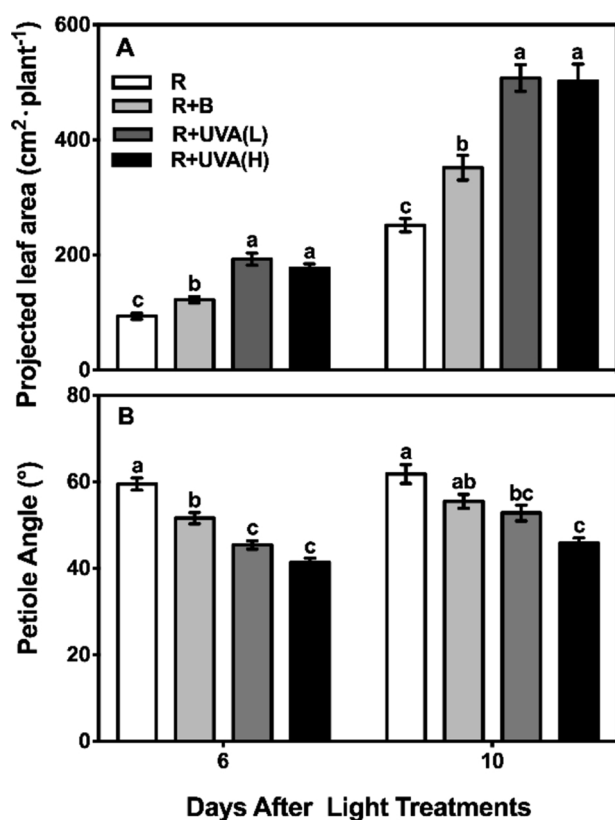 Projected leaf area (cm²·plant⁻¹)
600
400
200
0
A
R
R+B
R+UVA(L)
R+UVA(H)
c
b
a
a
c
b
a
a
Petiole Angle (°)
80
60
40
20
0
B
a
b
c
c
a
ab
bc
c
6
10
Days After Light Treatments